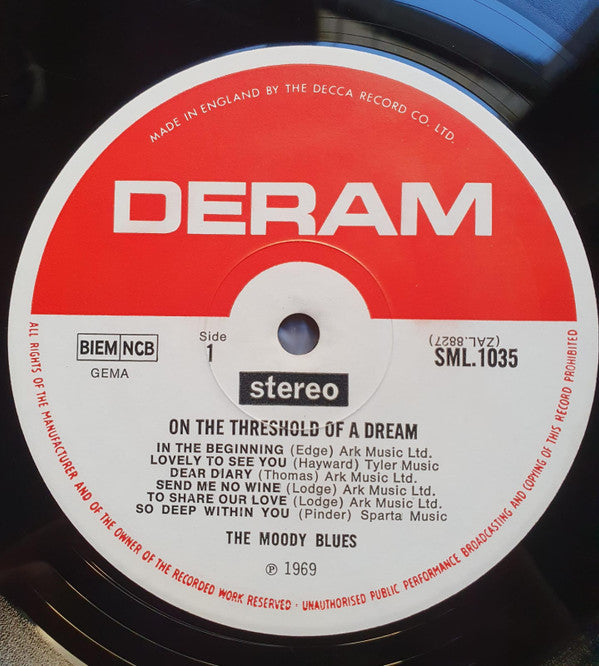 MADE IN ENGLAND BY THE DECCA RECORD CO. LTD.
DERAM
BIEM NCB
GEMA
Side
1
(ZAL.8827)
SML.1035
stereo
ON THE THRESHOLD OF A DREAM
IN THE BEGINNING (Edge) Ark Music Ltd.
LOVELY TO SEE YOU (Hayward) Tyler Music
DEAR DIARY (Thomas) Ark Music Ltd.
SEND ME NO WINE (Lodge) Ark Music Ltd.
TO SHARE OUR LOVE (Lodge) Ark Music Ltd.
SO DEEP WITHIN YOU (Pinder) Sparta Music
THE MOODY BLUES
℗ 1969
ALL RIGHTS OF THE MANUFACTURER AND OF THE OWNER OF THE RECORDED WORK RESERVED · UNAUTHORISED PUBLIC PERFORMANCE BROADCASTING AND COPYING OF THIS RECORD PROHIBITED